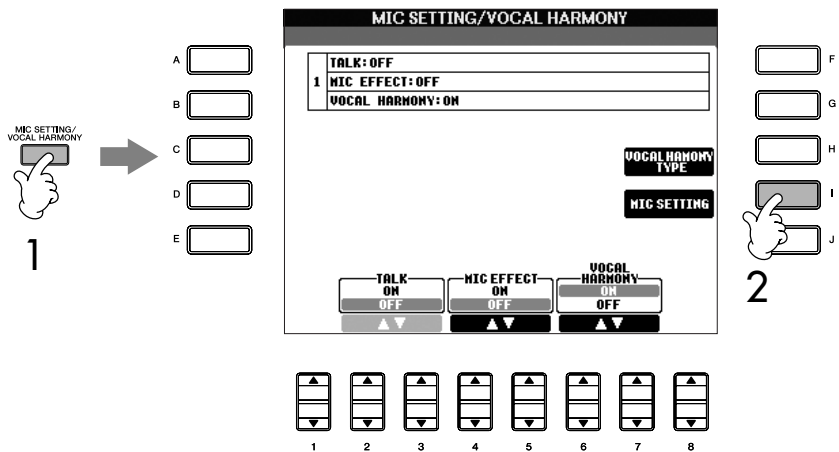 MIC SETTING/VOCAL HARMONY
TALK:OFF
1 MIC EFFECT:OFF
VOCAL HARMONY:ON
A
B
C
D
E
MIC SETTING/
VOCAL HARMONY
1
VOCAL HAMONY
TYPE
MIC SETTING
F
G
H
I
J
2
TALK
ON
OFF
MIC EFFECT
ON
OFF
VOCAL
HARMONY
ON
OFF
1 2 3 4 5 6 7 8